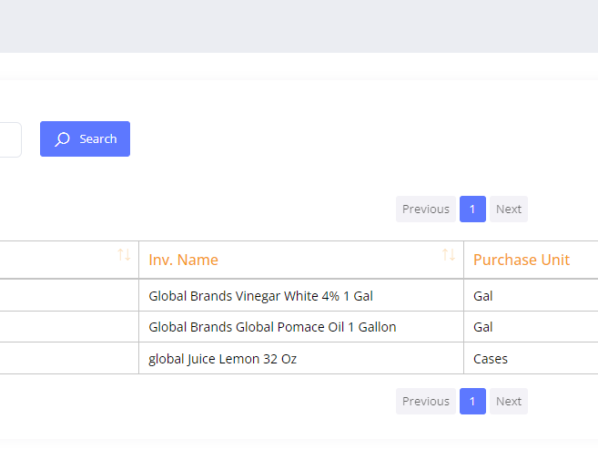 Search
Previous 1 Next
Inv. Name Purchase Unit
Global Brands Vinegar White 4% 1 Gal Gal
Global Brands Global Pomace Oil 1 Gallon Gal
global Juice Lemon 32 Oz Cases
Previous 1 Next